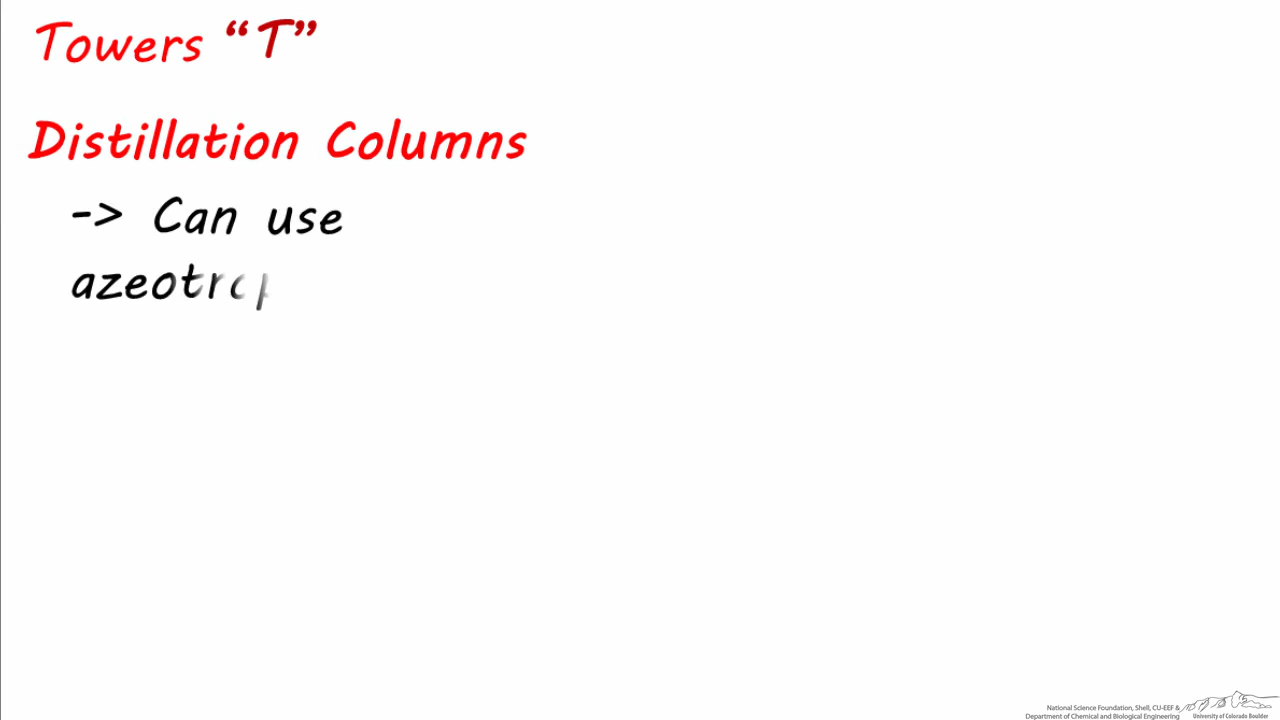 Towers “T”
Distillation Columns
-> Can use
National Science Foundation, Shell, CU-EEF &
Department of Chemical and Biological Engineering
University of Colorado Boulder